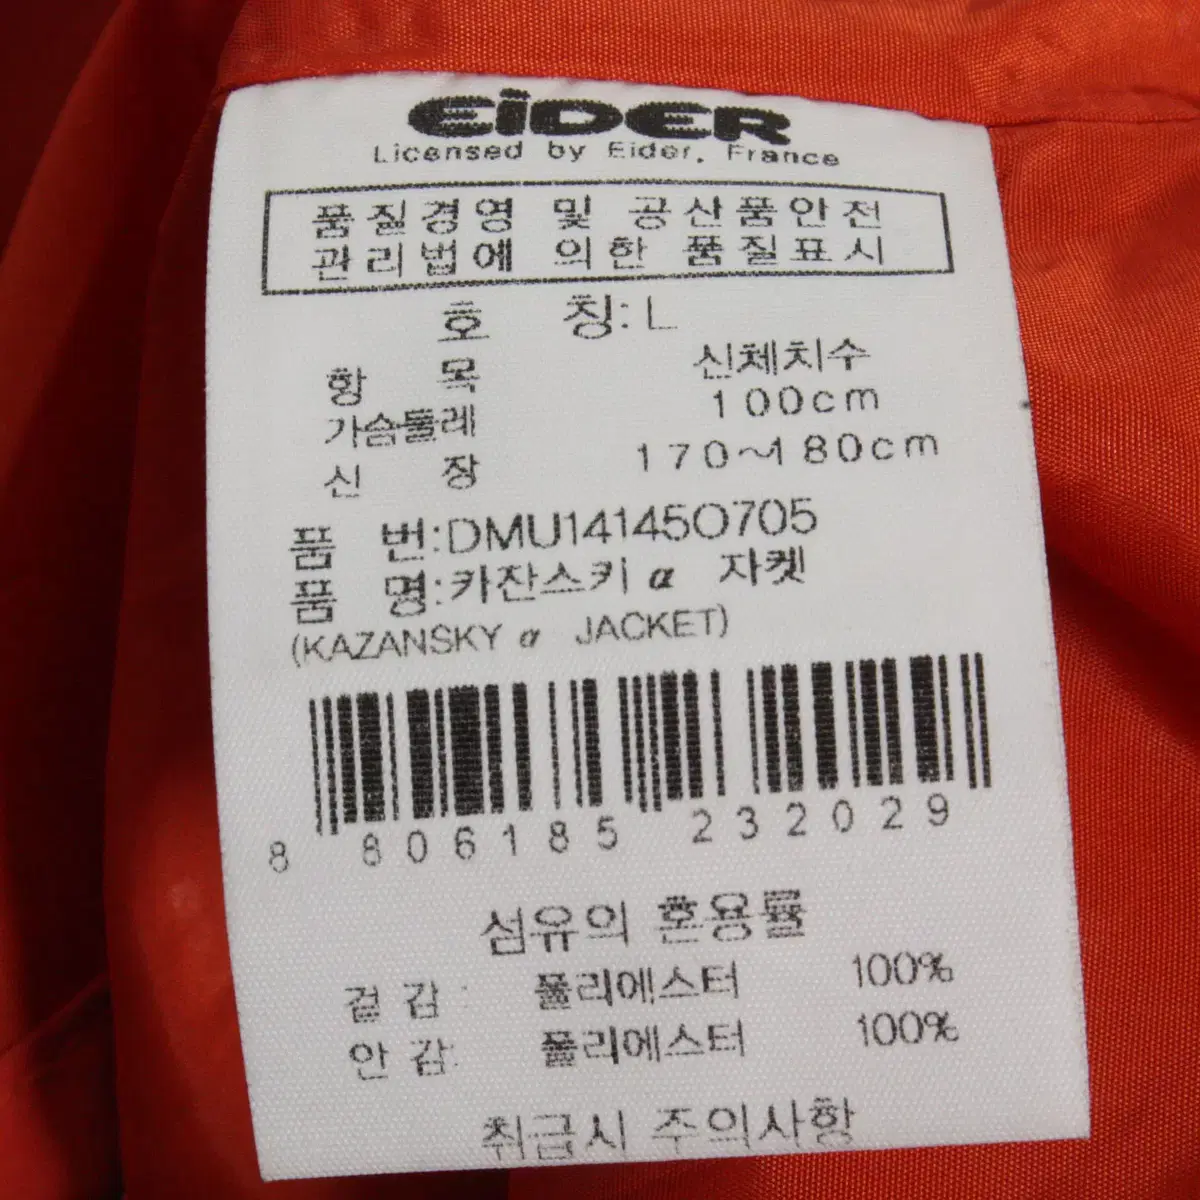 EiDER
Licensed by Eider, France
품질경영 및 공산품안전
관리법에 의한 품질표시
호 칭:L
항 목 신체치수
가슴둘레 100cm
신 장 170~180cm
품 번:DMU14145O705
품 명:카잔스키 α 자켓
(KAZANSKY α JACKET)
8 806185 232029
섬유의 혼용률
겉감: 폴리에스터 100%
안감: 폴리에스터 100%
취급시 주의사항